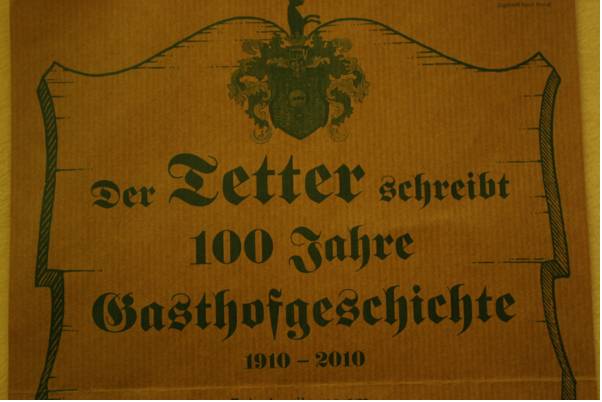 Der Tetter schreibt
100 Jahre
Gasthofgeschichte
1910 – 2010